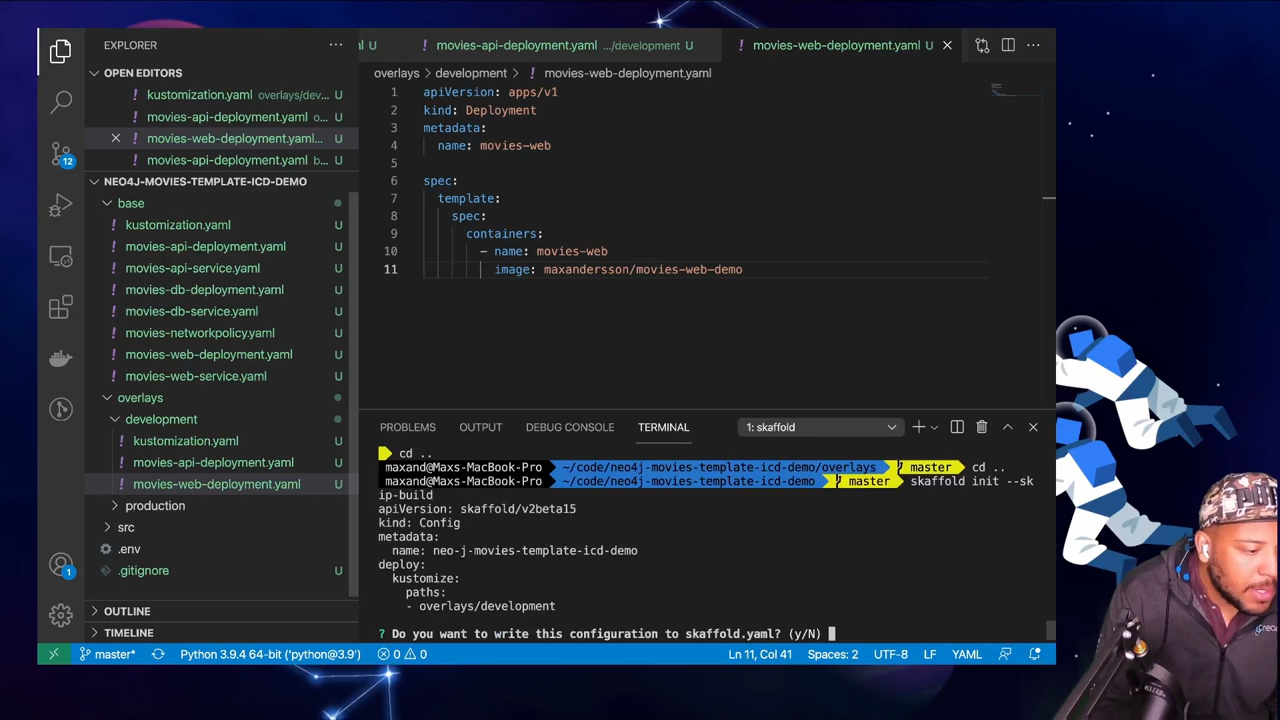 EXPLORER
OPEN EDITORS
kustomization.yaml overlays/dev... U
movies-api-deployment.yaml o... U
movies-web-deployment.yaml... U
movies-api-deployment.yaml b... U
NEO4J-MOVIES-TEMPLATE-ICD-DEMO
base
kustomization.yaml U
movies-api-deployment.yaml U
movies-api-service.yaml U
movies-db-deployment.yaml U
movies-db-service.yaml U
movies-networkpolicy.yaml U
movies-web-deployment.yaml U
movies-web-service.yaml U
overlays
development
kustomization.yaml U
movies-api-deployment.yaml U
movies-web-deployment.yaml U
production
src
.env
.gitignore U
OUTLINE
TIMELINE
12
1
U movies-api-deployment.yaml .../development U movies-web-deployment.yaml U
overlays > development > movies-web-deployment.yaml
1 apiVersion: apps/v1
2 kind: Deployment
3 metadata:
4 name: movies-web
5
6 spec:
7 template:
8 spec:
9 containers:
10 - name: movies-web
11 image: maxandersson/movies-web-demo
PROBLEMS OUTPUT DEBUG CONSOLE TERMINAL 1: skaffold
cd ..
maxand@Maxs-MacBook-Pro ~/code/neo4j-movies-template-icd-demo/overlays master cd ..
maxand@Maxs-MacBook-Pro ~/code/neo4j-movies-template-icd-demo master skaffold init --sk
ip-build
apiVersion: skaffold/v2beta15
kind: Config
metadata:
name: neo-j-movies-template-icd-demo
deploy:
kustomize:
paths:
- overlays/development
? Do you want to write this configuration to skaffold.yaml? (y/N)
master* Python 3.9.4 64-bit ('python@3.9') 0 0 Ln 11, Col 41 Spaces: 2 UTF-8 LF YAML